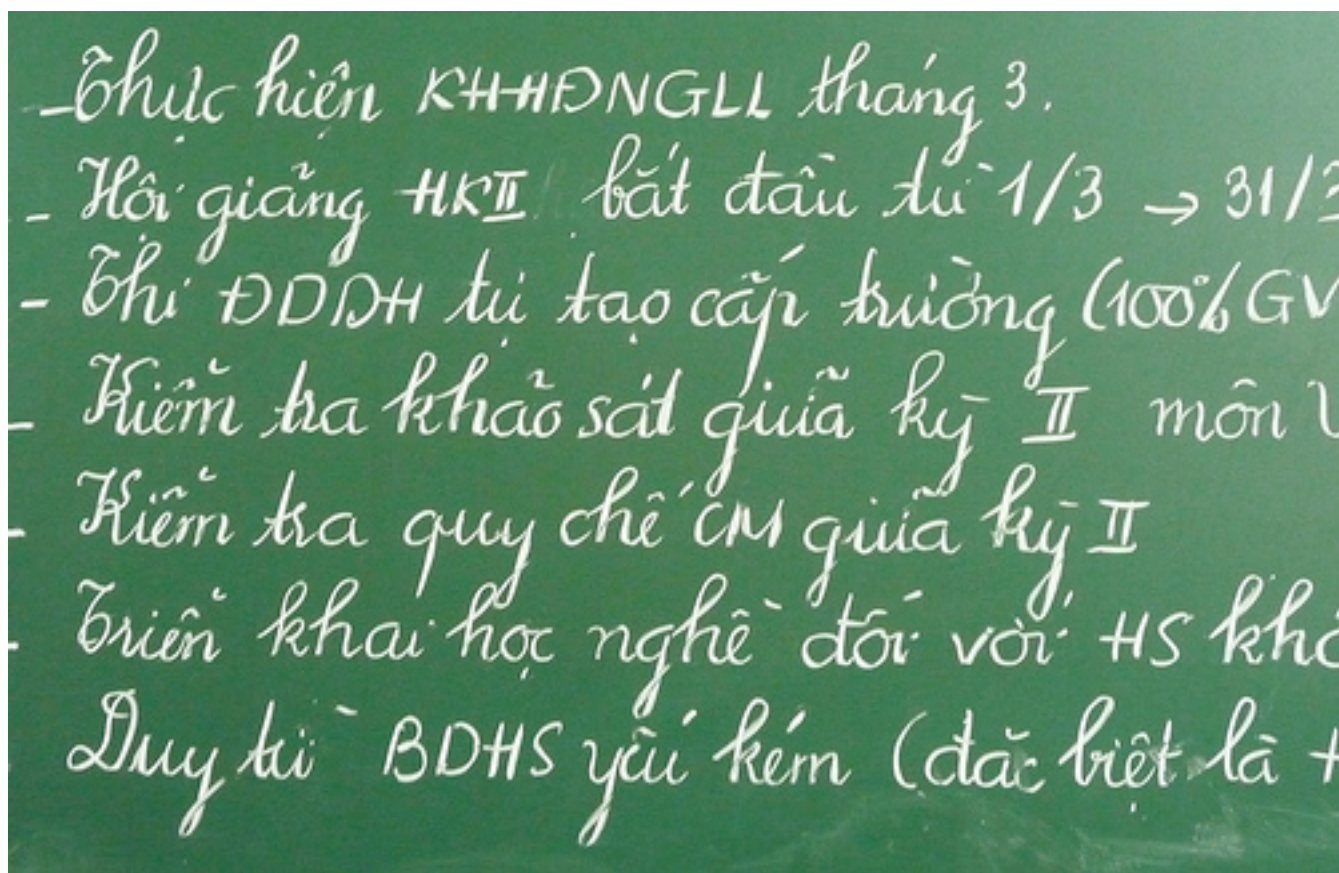 - Thực hiện KHHĐNGLL tháng 3.
- Hội giảng HKII bắt đầu từ 1/3 → 31/3
- Thi ĐDDH tự tạo cấp trường (100% GV
- Kiểm tra khảo sát giữa kỳ II môn
- Kiểm tra quy chế CM giữa kỳ II
- Triển khai học nghề đối với HS
Duy trì BDHS yếu kém (đặc biệt là